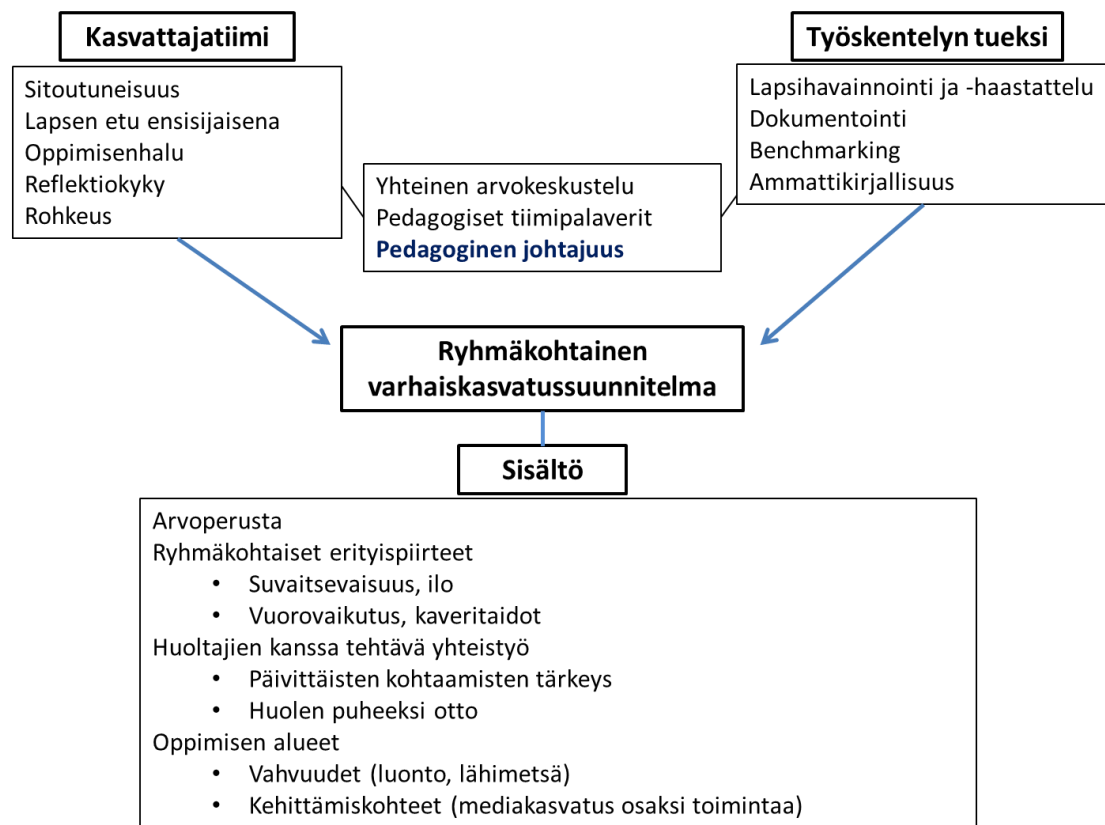 Kasvattajatiimi
Sitoutuneisuus
Lapsen etu ensisijaisena
Oppimisenhalu
Reflektiokyky
Rohkeus
Työskentelyn tueksi
Lapsihavainnointi ja -haastattelu
Dokumentointi
Benchmarking
Ammattikirjallisuus
Yhteinen arvokeskustelu
Pedagogiset tiimipalaverit
Pedagoginen johtajuus
Ryhmäkohtainen
varhaiskasvatussuunnitelma
Sisältö
Arvoperusta
Ryhmäkohtaiset erityispiirteet
• Suvaitsevaisuus, ilo
• Vuorovaikutus, kaveritaidot
Huoltajien kanssa tehtävä yhteistyö
• Päivittäisten kohtaamisten tärkeys
• Huolen puheeksi otto
Oppimisen alueet
• Vahvuudet (luonto, lähimetsä)
• Kehittämiskohteet (mediakasvatus osaksi toimintaa)